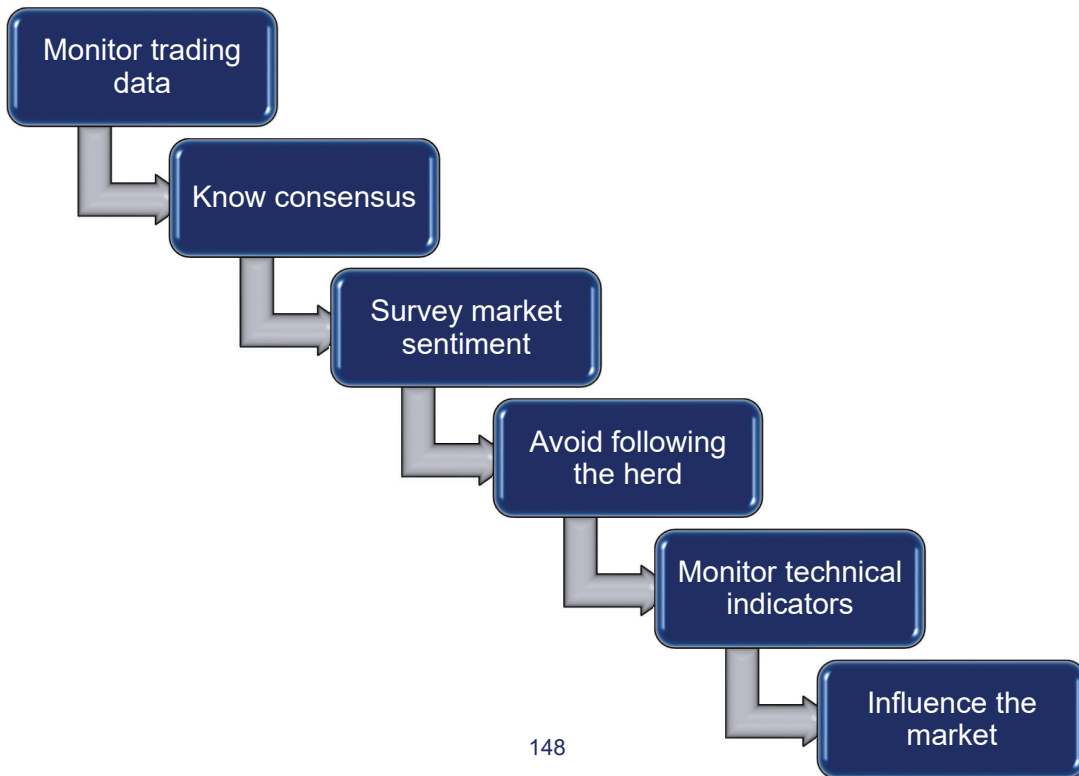 Monitor trading
data
Know consensus
Survey market
sentiment
Avoid following
the herd
Monitor technical
indicators
Influence the
market
148